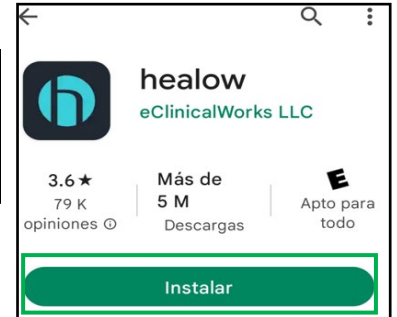 healow
eClinicalWorks LLC
3.6★
79 K
opiniones ⓘ
Más de
5 M
Descargas
E
Apto para
todo
Instalar